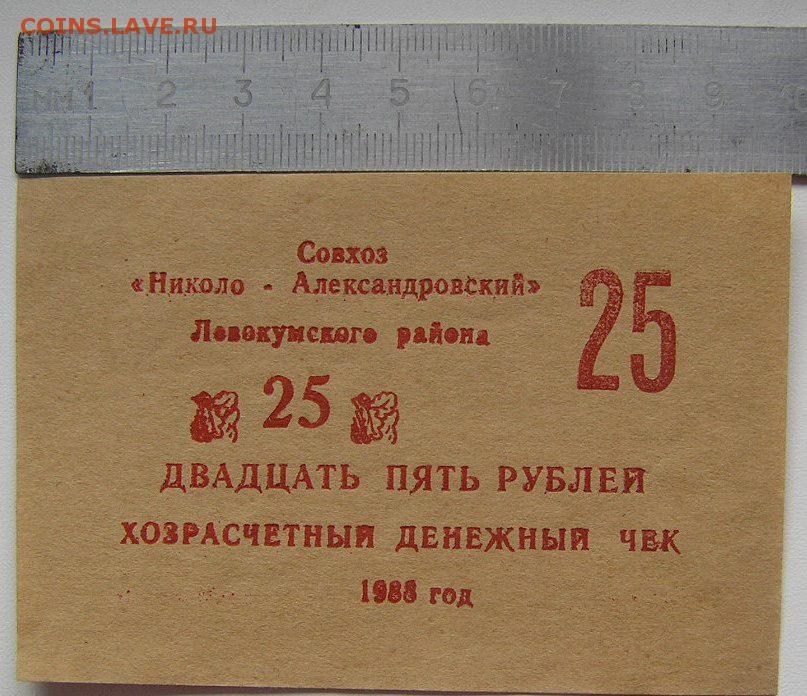 COINS.LAVE.RU
мм 1 2 3 4 5 6 7 8 9
Совхоз
«Николо - Александровский»
Левокумского района
25
25
ДВАДЦАТЬ ПЯТЬ РУБЛЕЙ
ХОЗРАСЧЕТНЫЙ ДЕНЕЖНЫЙ ЧЕК
1988 год